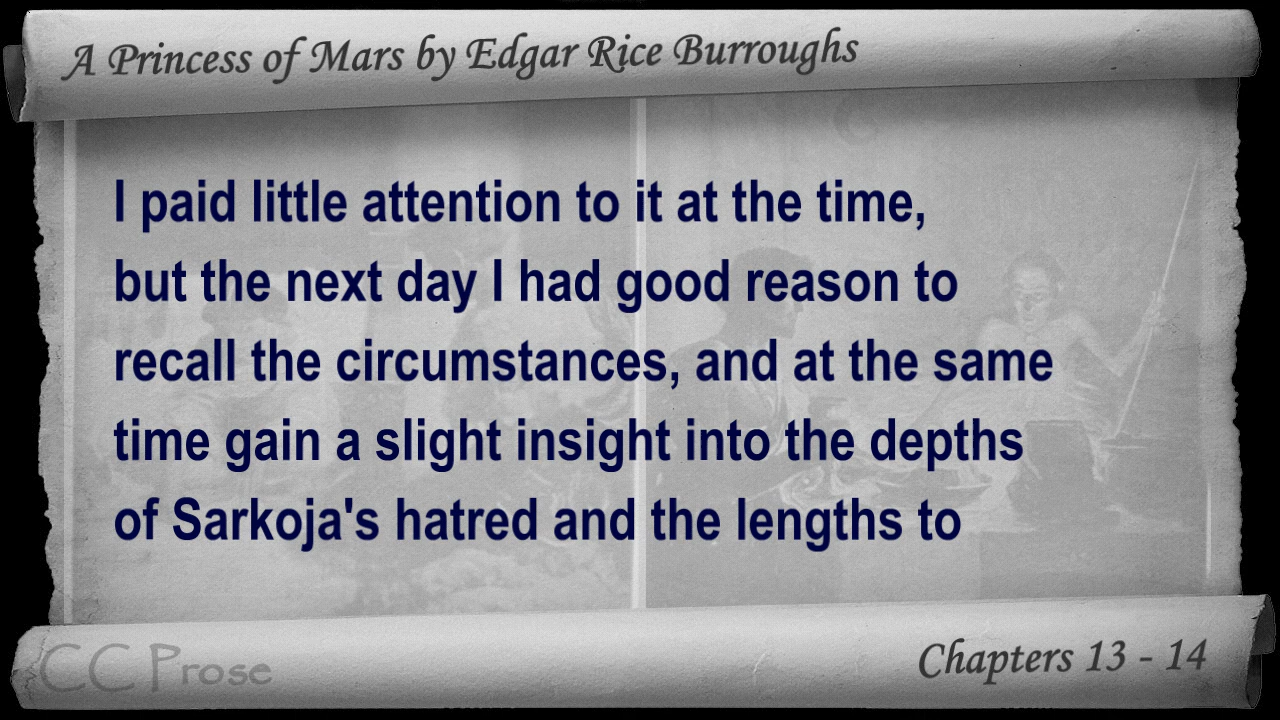 A Princess of Mars by Edgar Rice Burroughs
I paid little attention to it at the time,
but the next day I had good reason to
recall the circumstances, and at the same
time gain a slight insight into the depths
of Sarkoja's hatred and the lengths to
CC Prose
Chapters 13 - 14